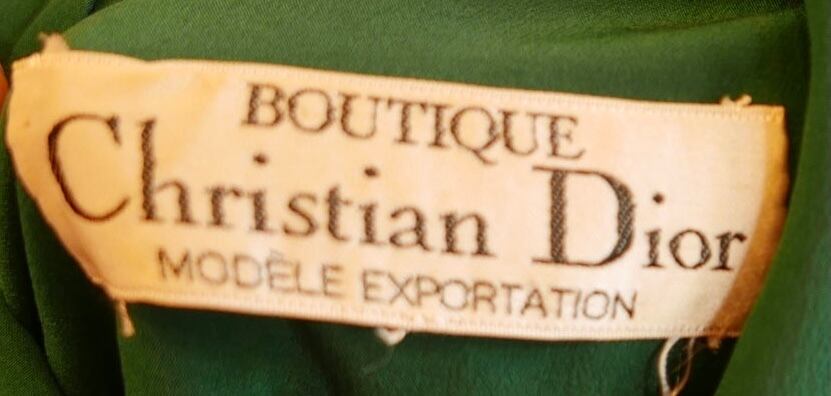 BOUTIQUE
Christian Dior
MODÈLE EXPORTATION